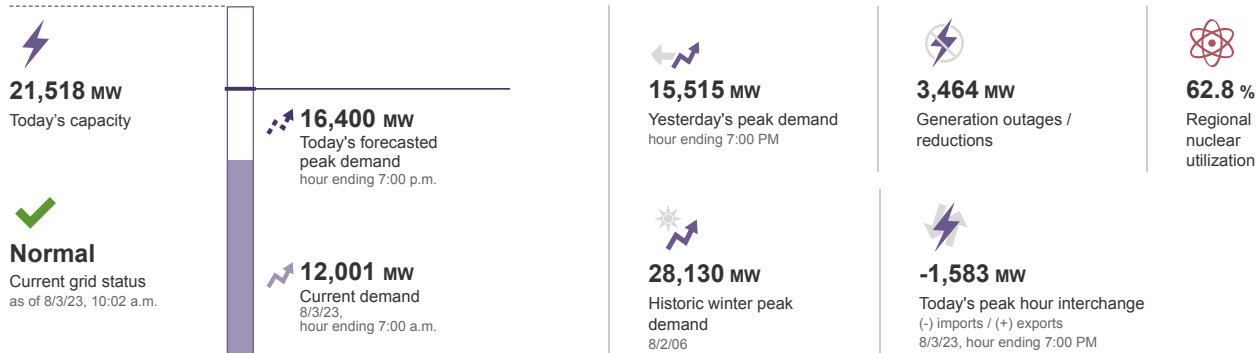 21,518 MW
Today's capacity
Normal
Current grid status
as of 8/3/23, 10:02 a.m.
16,400 MW
Today's forecasted
peak demand
hour ending 7:00 p.m.
12,001 MW
Current demand
8/3/23,
hour ending 7:00 a.m.
15,515 MW
Yesterday's peak demand
hour ending 7:00 PM
3,464 MW
Generation outages /
reductions
62.8 %
Regional
nuclear
utilization
28,130 MW
Historic winter peak
demand
8/2/06
-1,583 MW
Today's peak hour interchange
(-) imports / (+) exports
8/3/23, hour ending 7:00 PM